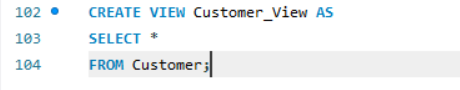 102 CREATE VIEW Customer_View AS
103 SELECT *
104 FROM Customer;